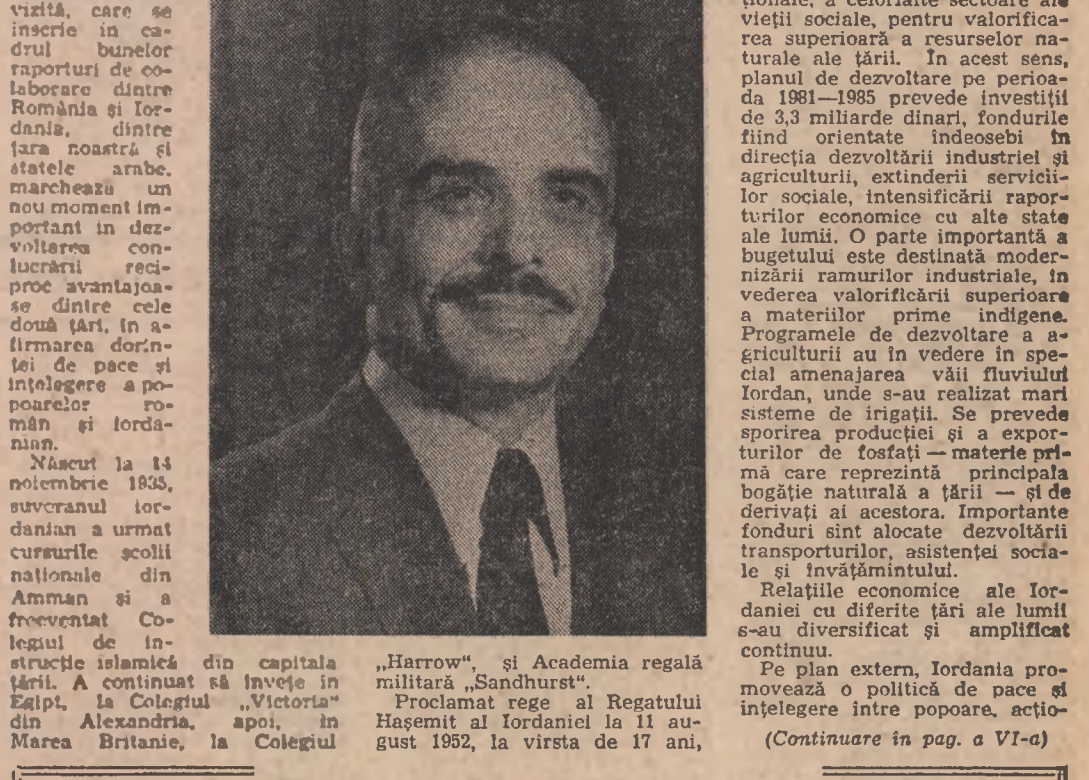 vizită, care se
inscrie in ca-
drul bunelor
raporturi de co-
laborare dintre
România și Ior-
dania, dintre
țara noastră și
statele arabe,
marchează un
nou moment im-
portant in dez-
voltarea con-
lucrării reci-
proc avantajoa-
se dintre cele
două țări, in a-
firmarea dorin-
ței de pace și
înțelegere a po-
poarelor ro-
mân și iorda-
nian.
Născut la 14
noiembrie 1935,
suveranul ior-
danian a urmat
cursurile școlii
naționale din
Amman și a
frecventat Co-
legiul de in-
strucție islamică din capitala
țării. A continuat să învețe in
Egipt, la Colegiul „Victoria“
din Alexandria, apoi, in
Marea Britanie, la Colegiul
„Harrow“, și Academia regală
militară „Sandhurst“.
Proclamat rege al Regatului
Hașemit al Iordaniei la 11 au-
gust 1952, la virsta de 17 ani,
ționale, a celorlalte sectoare ale
vieții sociale, pentru valorifica-
rea superioară a resurselor na-
turale ale țării. În acest sens,
planul de dezvoltare pe perioa-
da 1981—1985 prevede investiții
de 3,3 miliarde dinari, fondurile
fiind orientate îndeosebi în
direcția dezvoltării industriei și
agriculturii, extinderii servicii-
lor sociale, intensificării rapor-
turilor economice cu alte state
ale lumii. O parte importantă a
bugetului este destinată moder-
nizării ramurilor industriale, în
vederea valorificării superioare
a materiilor prime indigene.
Programele de dezvoltare a a-
griculturii au în vedere în spe-
cial amenajarea văii fluviului
Iordan, unde s-au realizat mari
sisteme de irigații. Se prevede
sporirea producției și a expor-
turilor de fosfați — materie pri-
mă care reprezintă principala
bogăție naturală a țării — și de
derivați ai acestora. Importante
fonduri sint alocate dezvoltării
transporturilor, asistenței socia-
le și învățămintului.
Relațiile economice ale Ior-
daniei cu diferite țări ale lumii
s-au diversificat și amplificat
continuu.
Pe plan extern, Iordania pro-
movează o politică de pace și
înțelegere între popoare, acțio-
(Continuare în pag. a VI-a)